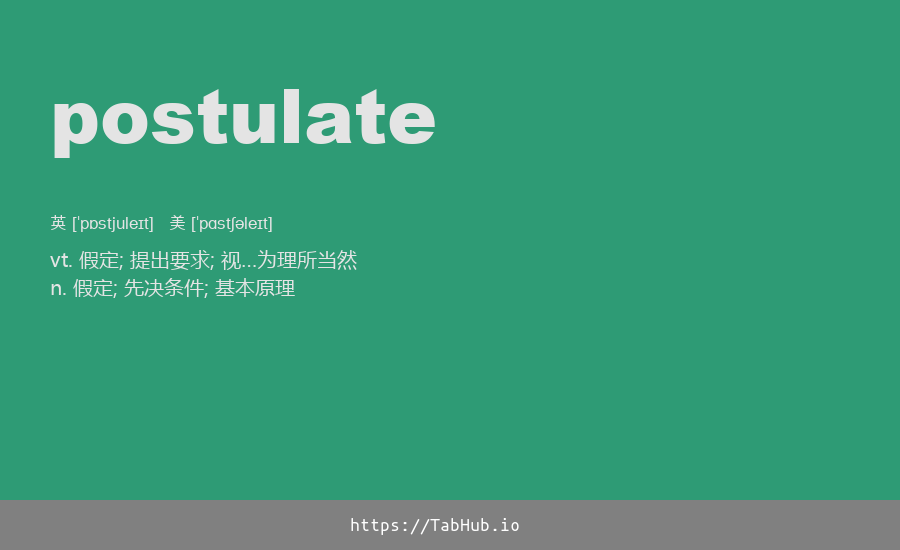 postulate
英 [ˈpɒstjuleɪt] 美 [ˈpɑstʃəleɪt]
vt. 假定; 提出要求; 视...为理所当然
n. 假定; 先决条件; 基本原理
https://TabHub.io